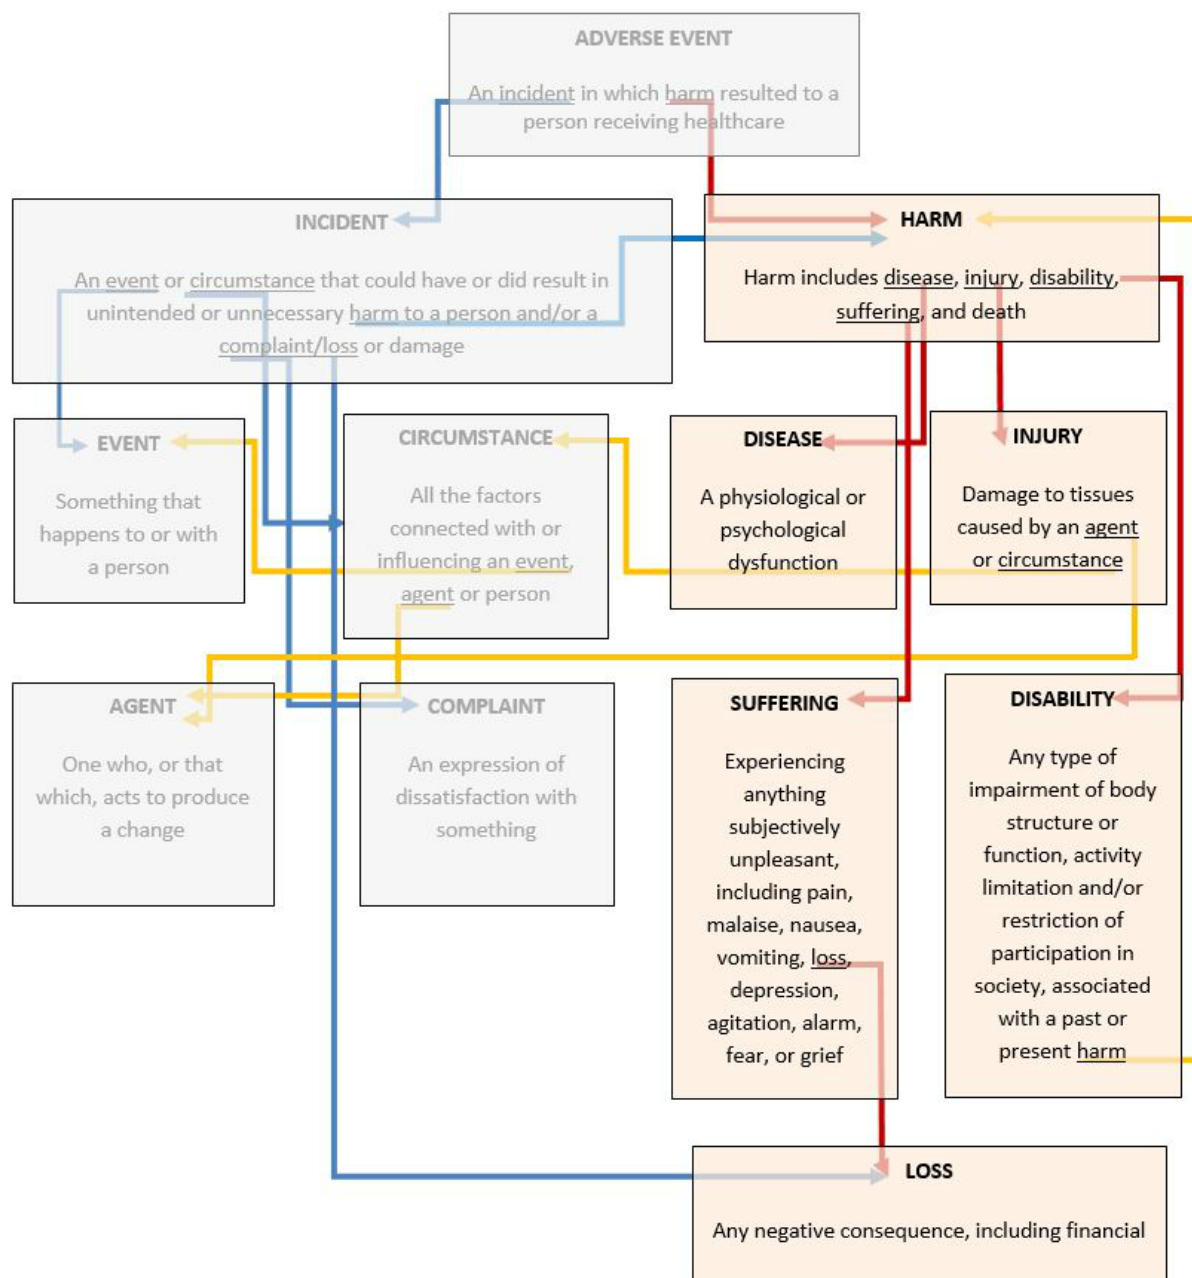 ADVERSE EVENT
An incident in which harm resulted to a
person receiving healthcare
INCIDENT
An event or circumstance that could have or did result in
unintended or unnecessary harm to a person and/or a
complaint/loss or damage
HARM
Harm includes disease, injury, disability,
suffering, and death
EVENT
Something that
happens to or with
a person
CIRCUMSTANCE
All the factors
connected with or
influencing an event,
agent or person
DISEASE
A physiological or
psychological
dysfunction
INJURY
Damage to tissues
caused by an agent
or circumstance
AGENT
One who, or that
which, acts to produce
a change
COMPLAINT
An expression of
dissatisfaction with
something
SUFFERING
Experiencing
anything
subjectively
unpleasant,
including pain,
malaise, nausea,
vomiting, loss,
depression,
agitation, alarm,
fear, or grief
DISABILITY
Any type of
impairment of body
structure or
function, activity
limitation and/or
restriction of
participation in
society, associated
with a past or
present harm
LOSS
Any negative consequence, including financial